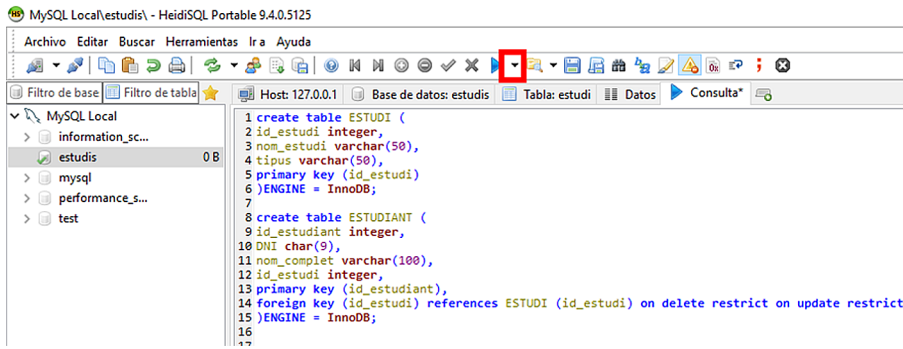 MySQL Local\estudis\ - HeidiSQL Portable 9.4.0.5125
Archivo Editar Buscar Herramientas Ir a Ayuda
Filtro de base Filtro de tabla Host: 127.0.0.1 Base de datos: estudis Tabla: estudi Datos Consulta*
MySQL Local
information_sc...
estudis 0 B
mysql
performance_s...
test
1 create table ESTUDI (
2 id_estudi integer,
3 nom_estudi varchar(50),
4 tipus varchar(50),
5 primary key (id_estudi)
6 )ENGINE = InnoDB;
7
8 create table ESTUDIANT (
9 id_estudiant integer,
10 DNI char(9),
11 nom_complet varchar(100),
12 id_estudi integer,
13 primary key (id_estudiant),
14 foreign key (id_estudi) references ESTUDI (id_estudi) on delete restrict on update restrict
15 )ENGINE = InnoDB;
16
17